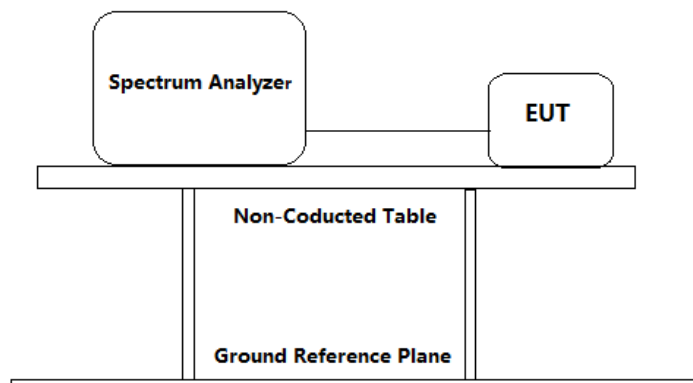 Spectrum Analyzer
EUT
Non-Coducted Table
Ground Reference Plane